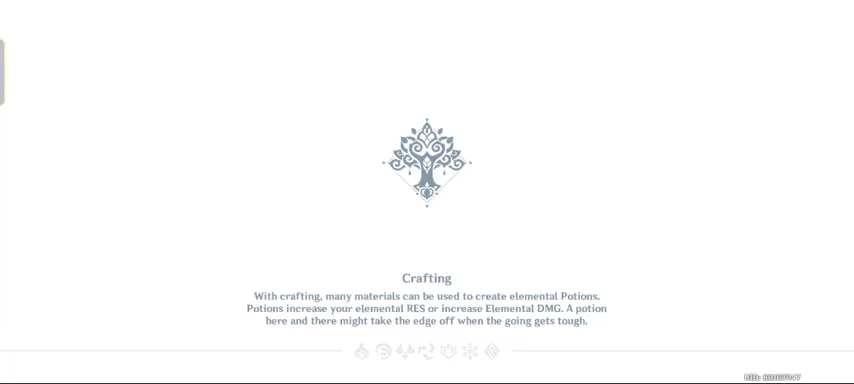 Crafting
With crafting, many materials can be used to create elemental Potions.
Potions increase your elemental RES or increase Elemental DMG. A potion
here and there might take the edge off when the going gets tough.